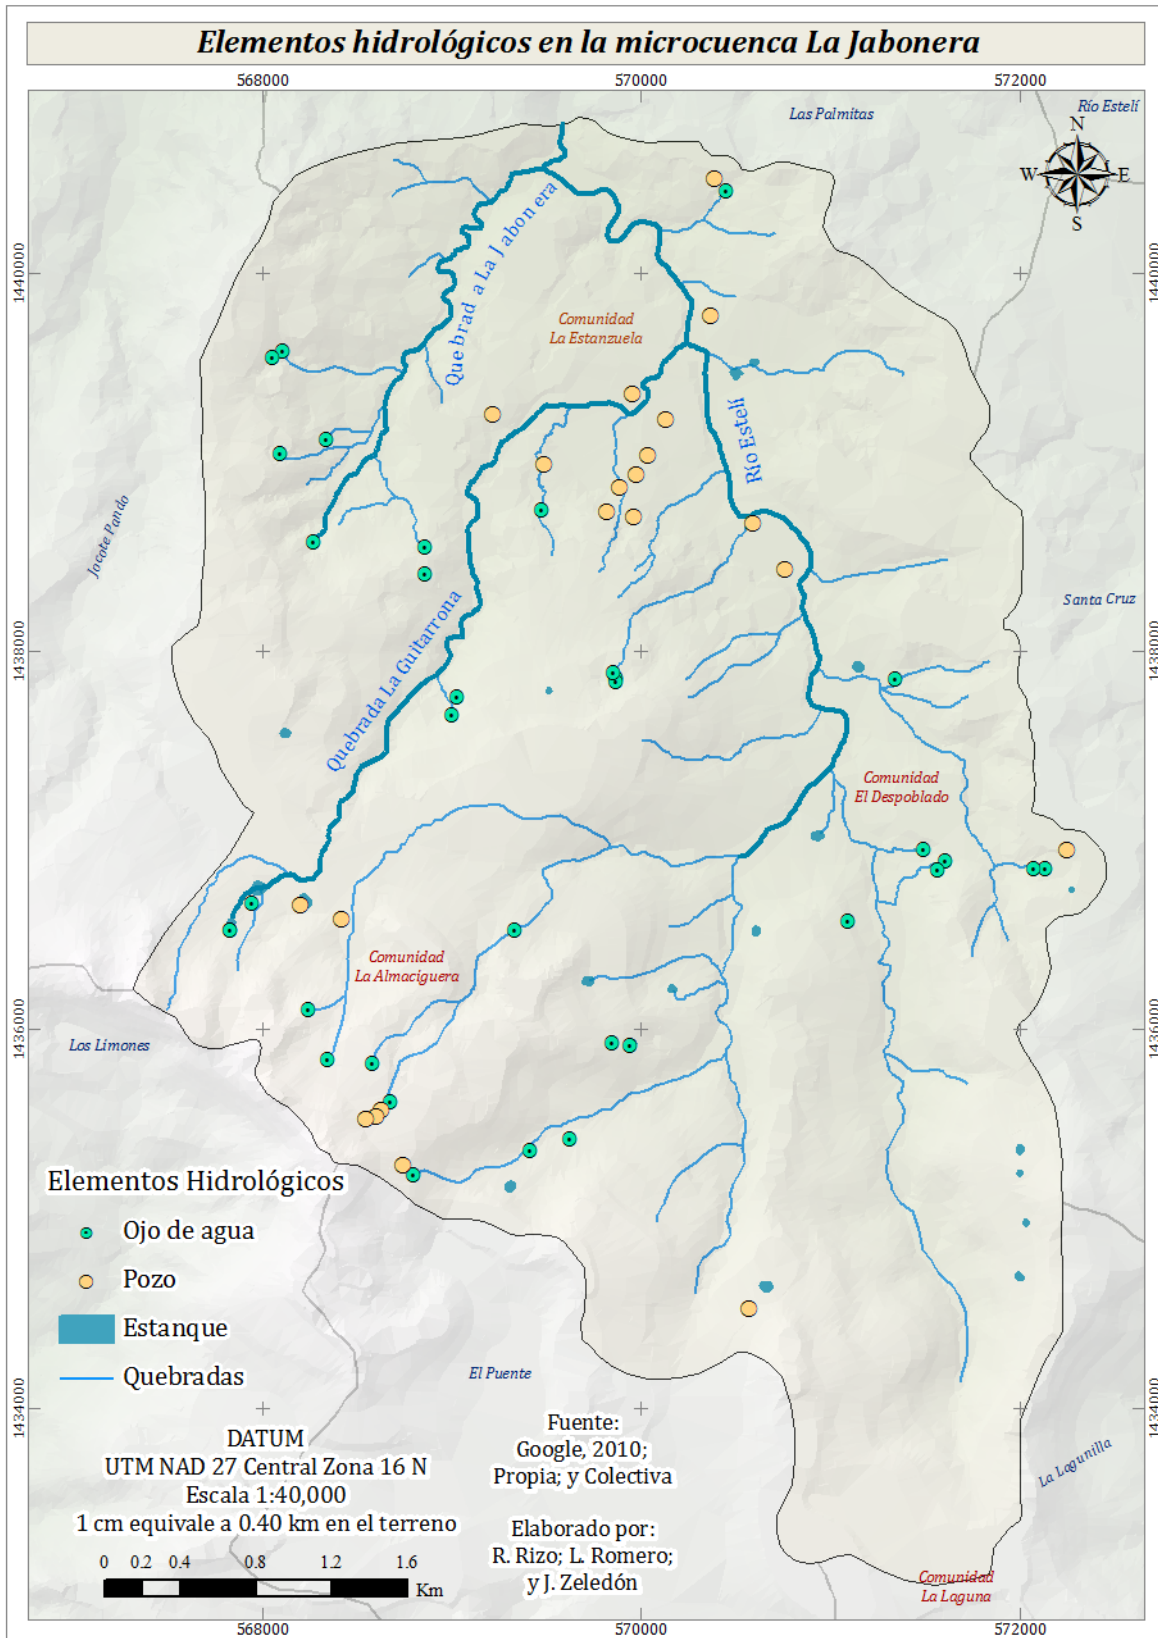 Elementos hidrológicos en la microcuenca La Jabonera
568000
570000
572000
Las Palmitas
Río Estelí
N
W
E
S
1440000
1440000
Quebrada La Jabonera
Comunidad
La Estanzuela
Río Estelí
Jocote Pando
Santa Cruz
1438000
1438000
Quebrada La Guitarrona
Comunidad
El Despoblado
Comunidad
La Almaciguera
1436000
1436000
Los Limones
Elementos Hidrológicos
Ojo de agua
Pozo
Estanque
Quebradas
El Puente
1434000
1434000
La Lagunilla
DATUM
UTM NAD 27 Central Zona 16 N
Escala 1:40,000
1 cm equivale a 0.40 km en el terreno
0 0.2 0.4 0.8 1.2 1.6
Km
Fuente:
Google, 2010;
Propia; y Colectiva
Elaborado por:
R. Rizo; L. Romero;
y J. Zeledón
Comunidad
La Laguna
568000
570000
572000